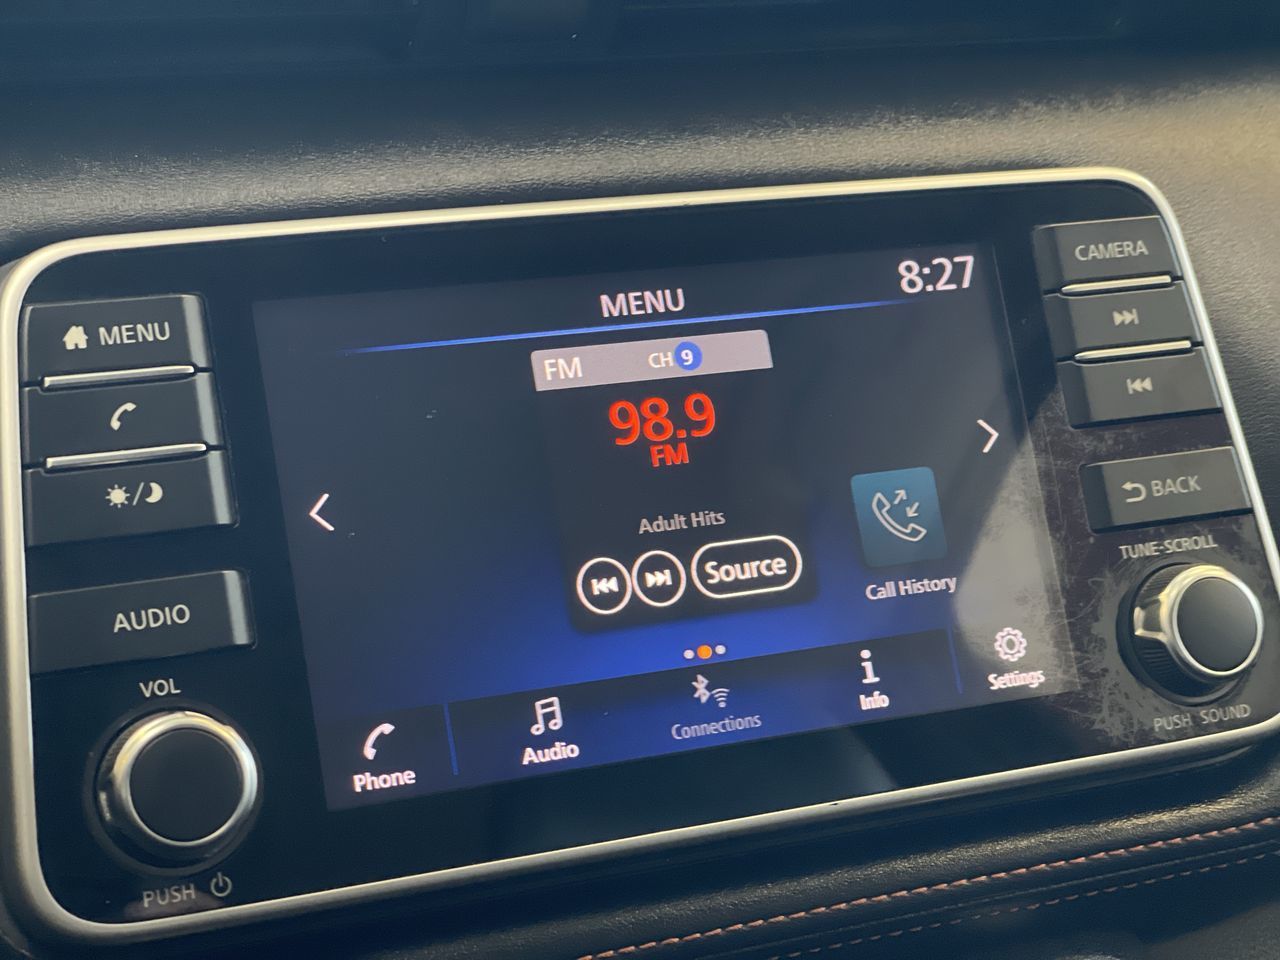 MENU
AUDIO
VOL
PUSH
MENU
8:27
FM CH 9
98.9
FM
Adult Hits
Source
Call History
Phone
Audio
Connections
Info
Settings
CAMERA
BACK
TUNE-SCROLL
PUSH SOUND